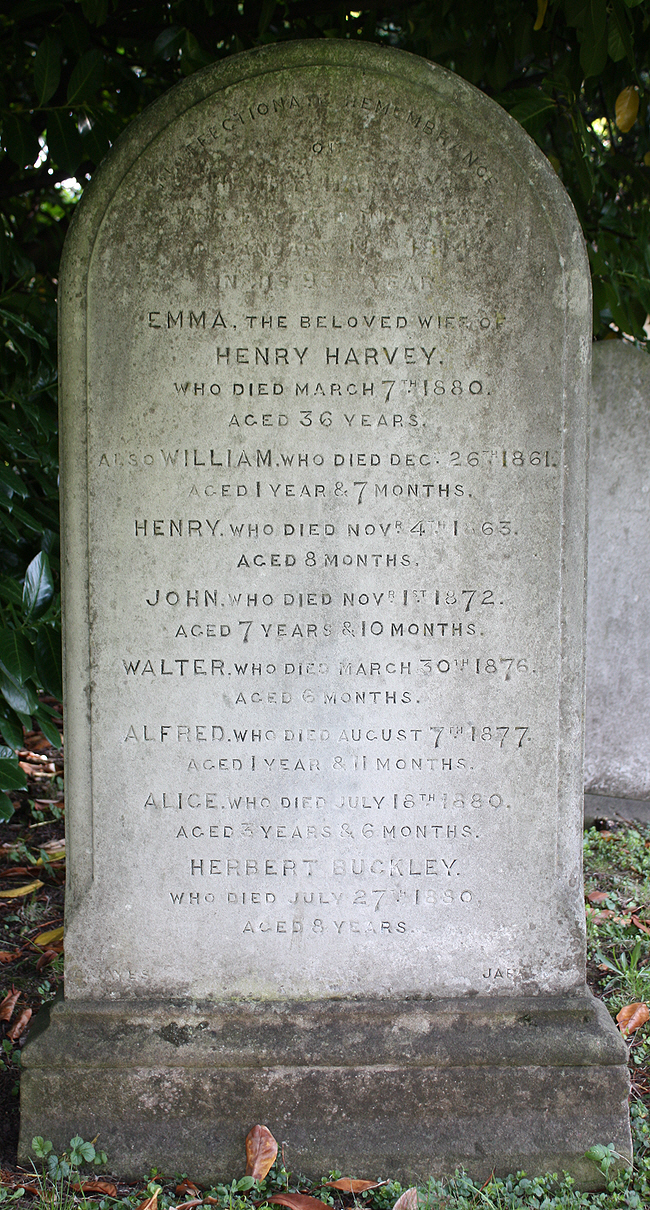 AFFECTIONATE REMEMBRANCE
OF
YEAR
EMMA, THE BELOVED WIFE OF
HENRY HARVEY.
WHO DIED MARCH 7TH 1880.
AGED 36 YEARS.
ALSO WILLIAM. WHO DIED DEC. 26TH 1861.
AGED 1 YEAR & 7 MONTHS.
HENRY. WHO DIED NOVR 4TH 1863.
AGED 8 MONTHS.
JOHN. WHO DIED NOVR 1ST 1872.
AGED 7 YEARS & 10 MONTHS.
WALTER. WHO DIED MARCH 30TH 1876.
AGED 6 MONTHS.
ALFRED. WHO DIED AUGUST 7TH 1877.
AGED 1 YEAR & 11 MONTHS.
ALICE. WHO DIED JULY 18TH 1880.
AGED 3 YEARS & 6 MONTHS.
HERBERT BUCKLEY.
WHO DIED JULY 27TH 1880.
AGED 8 YEARS.